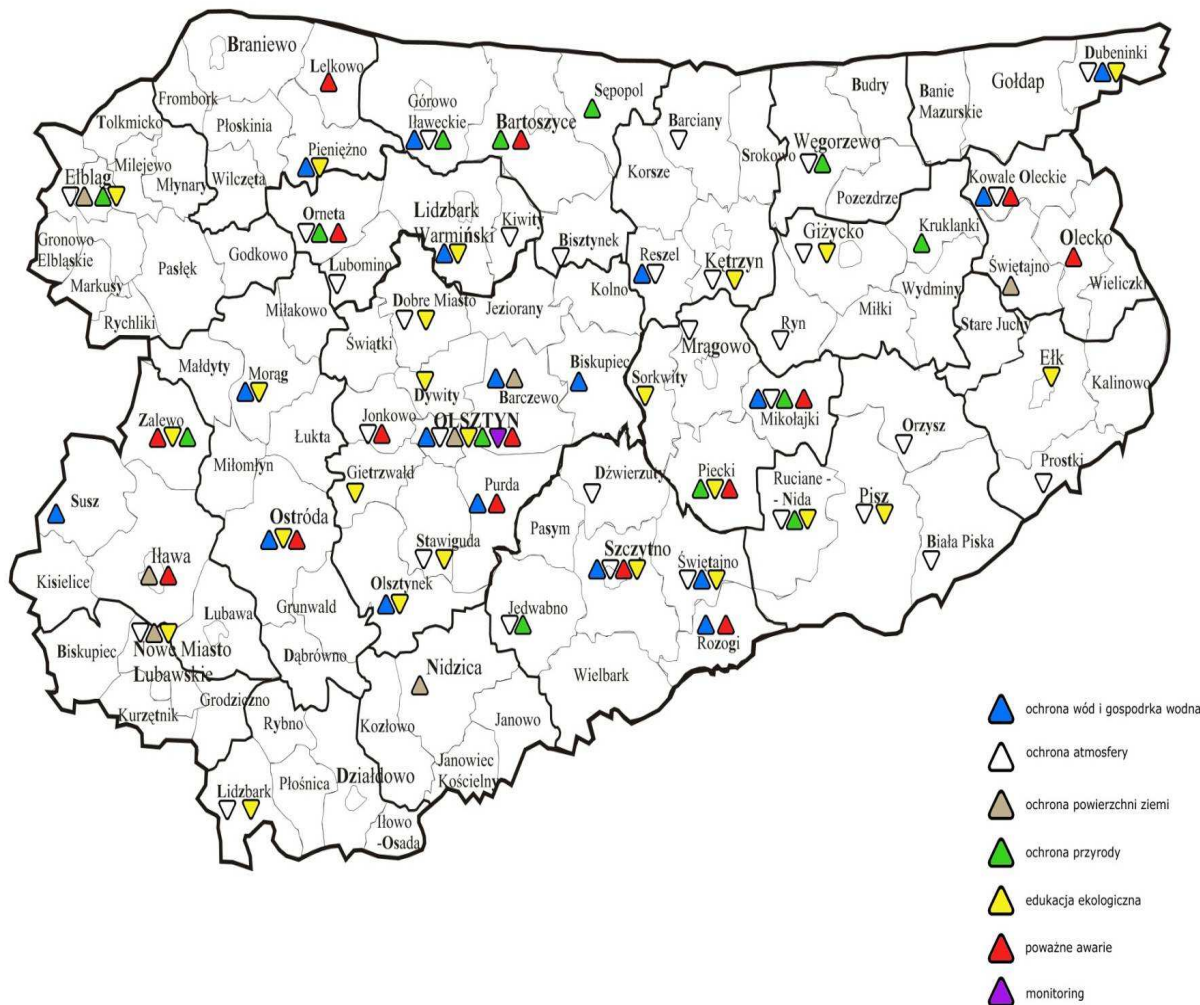 Braniewo
Lelkowo
Dubeninki
Gołdap
Budry
Banie
Mazurskie
Sępopol
Frombork
Górowo
Iławeckie
Bartoszyce
Barciany
Tolkmicko
Płoskinia
Węgorzewo
Srokowo
Pieniężno
Milejewo
Elbląg
Młynary
Wilczęta
Korsze
Kowale Oleckie
Pozezdrze
Orneta
Lidzbark
Warmiński
Kiwity
Kruklanki
Giżycko
Olecko
Gronowo
Elbląskie
Godkowo
Bisztynek
Reszel
Kętrzyn
Pasłęk
Lubomino
Świętajno
Markusy
Kolno
Wydminy
Wieliczki
Dobre Miasto
Jeziorany
Miłki
Rychliki
Miłakowo
Stare Juchy
Ryn
Świątki
Mrągowo
Małdyty
Biskupiec
Ełk
Morąg
Sorkwity
Kalinowo
Dywity
Barczewo
Zalewo
Jonkowo
OLSZTYN
Mikołajki
Orzysz
Łukta
Miłomłyn
Gietrzwałd
Dźwierzuty
Piecki
Ruciane -
- Nida
Prostki
Purda
Pisz
Susz
Ostróda
Pasym
Stawiguda
Szczytno
Iława
Świętajno
Biała Piska
Kisielice
Olsztynek
Grunwald
Lubawa
Jedwabno
Rozogi
Biskupiec
Nowe Miasto
Lubawskie
Dąbrówno
Nidzica
Wielbark
Grodziczno
Kurzętnik
Rybno
Kozłowo
Janowo
Janowiec
Kościelny
Działdowo
Płośnica
Lidzbark
Iłowo
-Osada
ochrona wód i gospodrka wodna
ochrona atmosfery
ochrona powierzchni ziemi
ochrona przyrody
edukacja ekologiczna
poważne awarie
monitoring